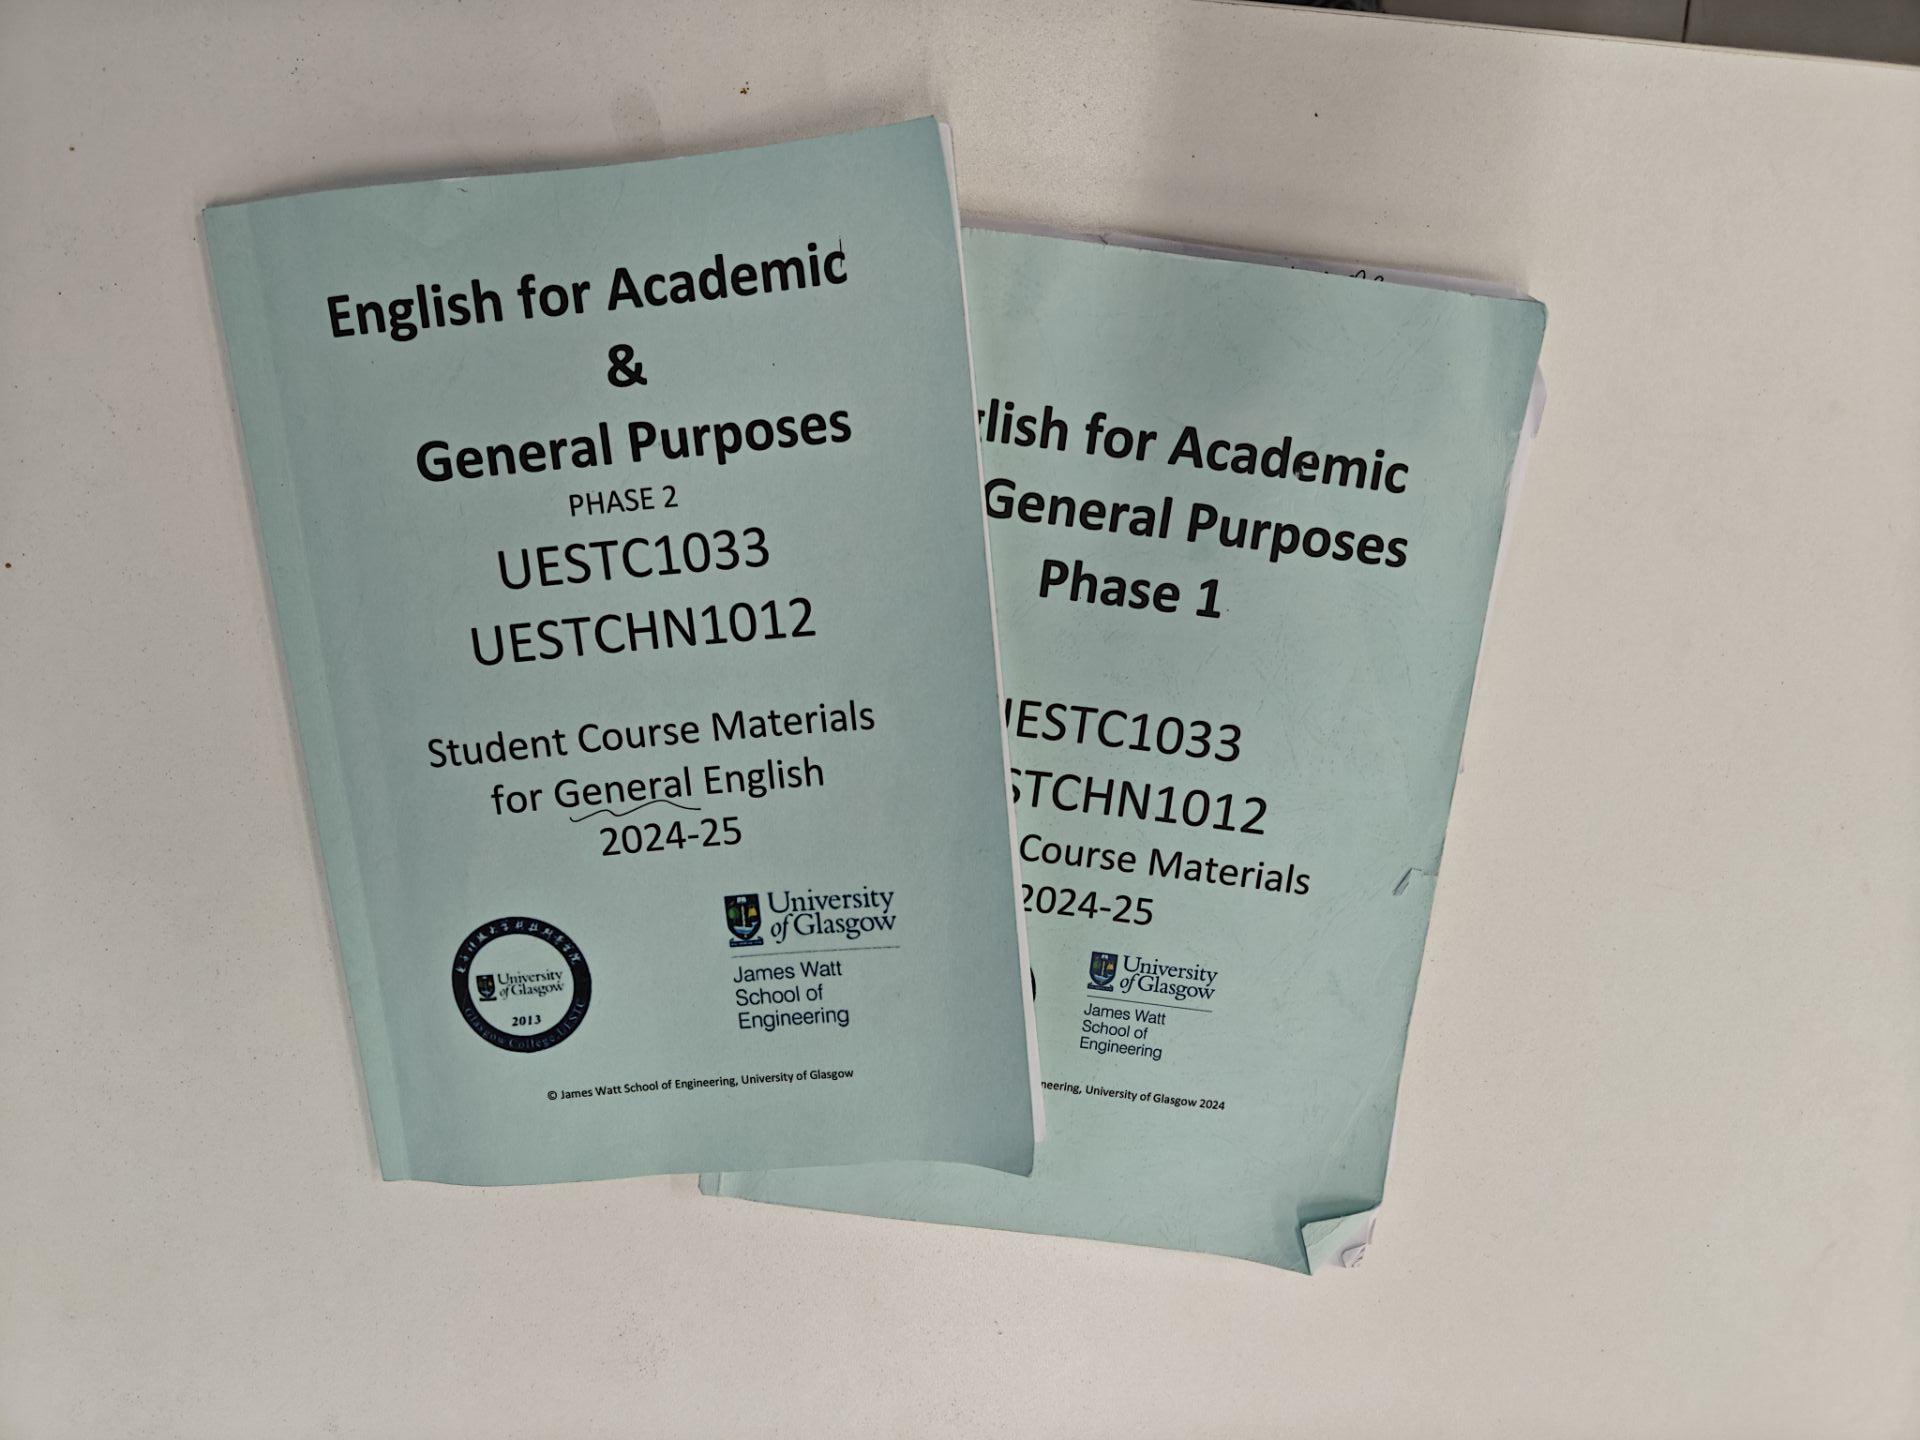 English for Academic
&
General Purposes
PHASE 2
UESTC1033
UESTCHN1012
Student Course Materials
for General English
2024-25
University
of Glasgow
2013
Glasgow College, UESTC
University
of Glasgow
James Watt
School of
Engineering
© James Watt School of Engineering, University of Glasgow
lish for Academic
General Purposes
Phase 1
ESTC1033
STCHN1012
Course Materials
2024-25
University
of Glasgow
James Watt
School of
Engineering
neering, University of Glasgow 2024